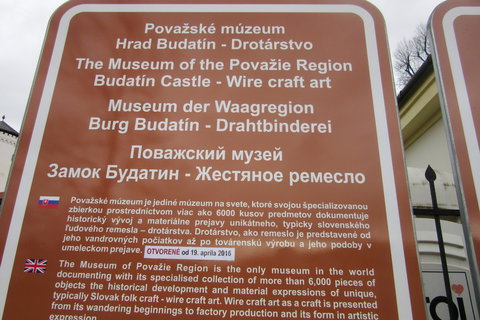 Považské múzeum
Hrad Budatín - Drotárstvo
The Museum of the Považie Region
Budatín Castle - Wire craft art
Museum der Waagregion
Burg Budatín - Drahtbinderei
Поважский музей
Замок Будатин - Жестяное ремесло
Považské múzeum je jediné múzeum na svete, ktoré svojou špecializovanou
zbierkou prostredníctvom viac ako 6000 kusov predmetov dokumentuje
historický vývoj a materiálne prejavy unikátneho, typicky slovenského
ľudového remesla – drotárstva. Drotárstvo, ako remeslo je predstavené od
jeho vandrovných počiatkov až po továrenskú výrobu a jeho podoby v
umeleckom prejave. OTVORENÉ od 19. apríla 2016
The Museum of Považie Region is the only museum in the world
documenting with its specialised collection of more than 6,000 pieces of
objects the historical development and material expressions of unique,
typically Slovak folk craft - wire craft art. Wire craft as a craft is presented
from its wandering beginnings to factory production and its form in artistic
expression.